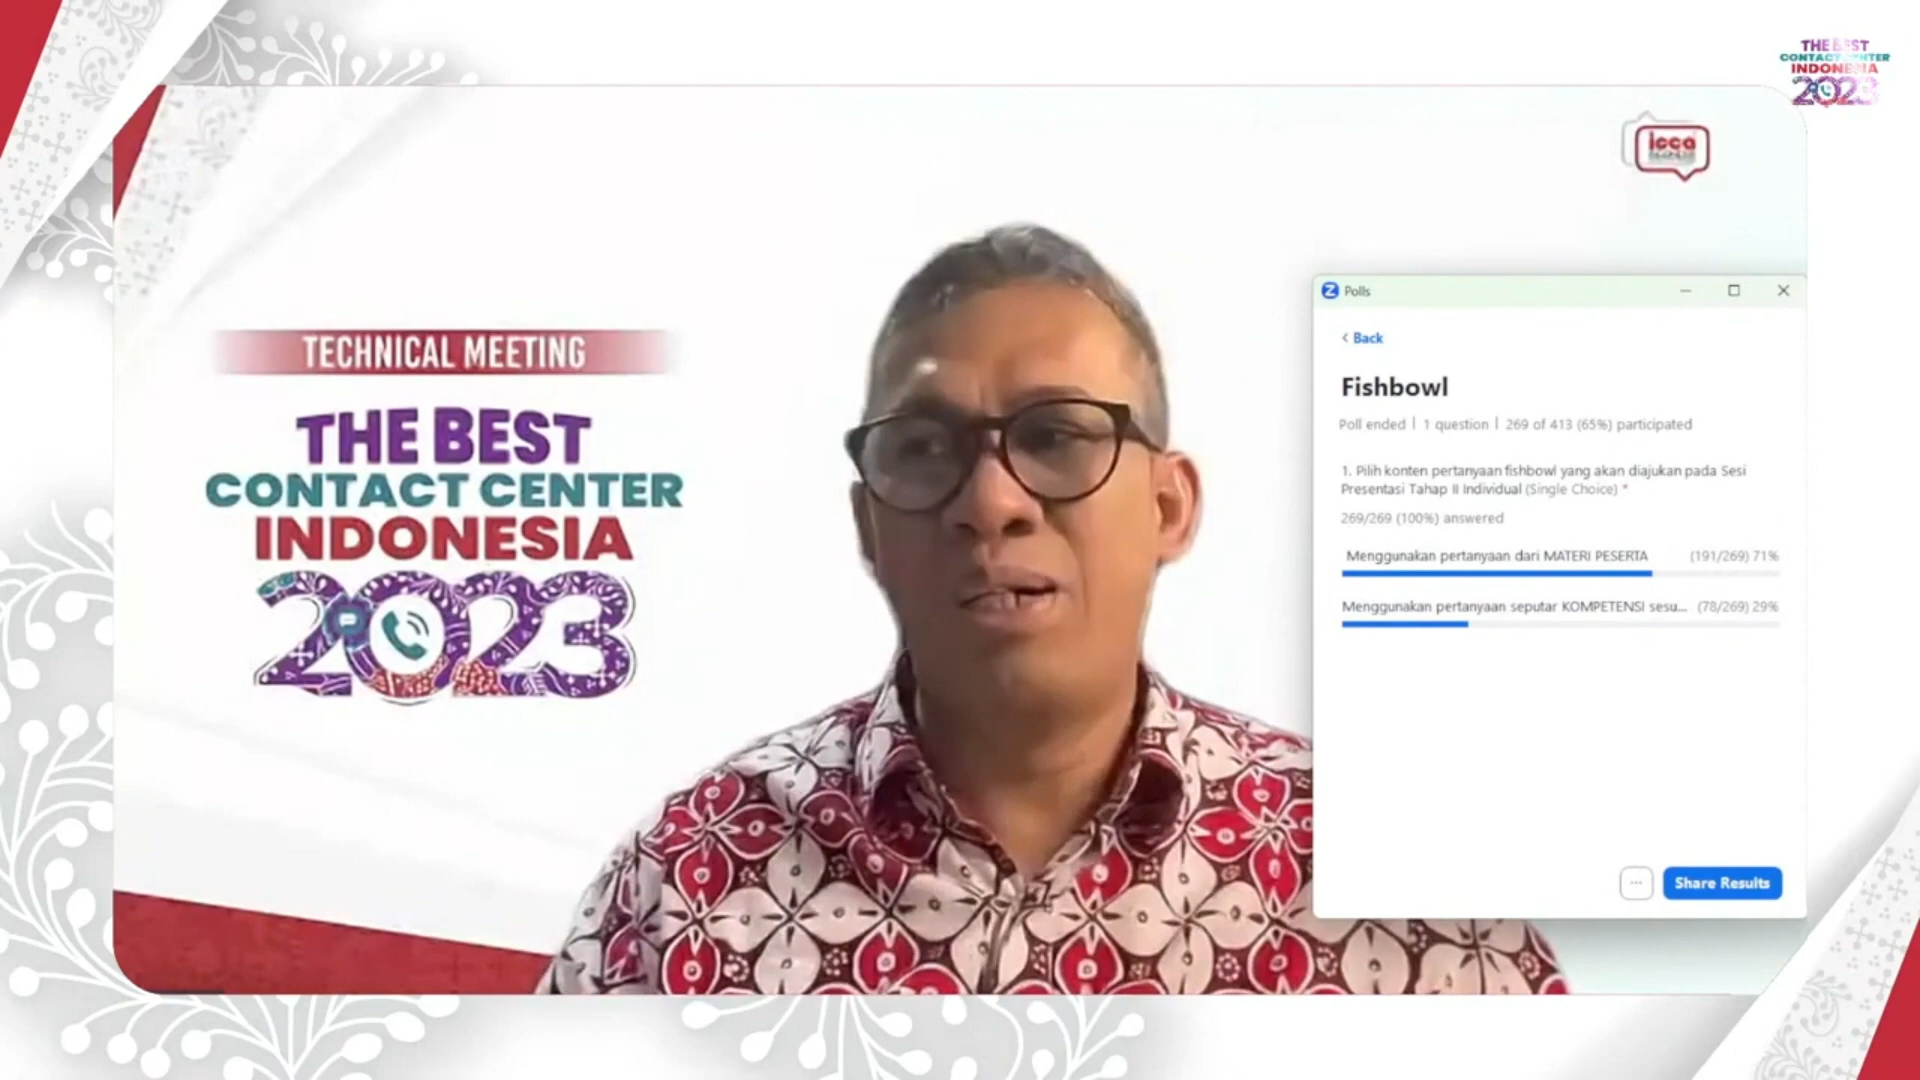 THE BEST
CONTACT CENTER
INDONESIA
2023
icca
TECHNICAL MEETING
THE BEST
CONTACT CENTER
INDONESIA
2023
Polls
Back
Fishbowl
Poll ended | 1 question | 269 of 413 (65%) participated
1. Pilih konten pertanyaan fishbowl yang akan diajukan pada Sesi
Presentasi Tahap II Individual (Single Choice) *
269/269 (100%) answered
Menggunakan pertanyaan dari MATERI PESERTA (191/269) 71%
Menggunakan pertanyaan seputar KOMPETENSI sesu... (78/269) 29%
... Share Results